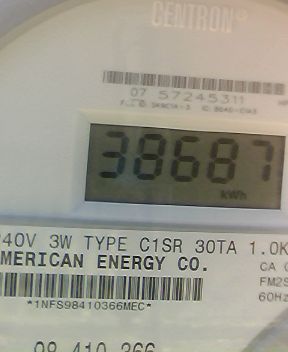 CENTRON
07 57245311
38687
kWh
240V 3W TYPE C1SR 30TA 1.0K
AMERICAN ENERGY CO.
CA
FM2S
60Hz
*1NFS98410366MEC*
98 410 366